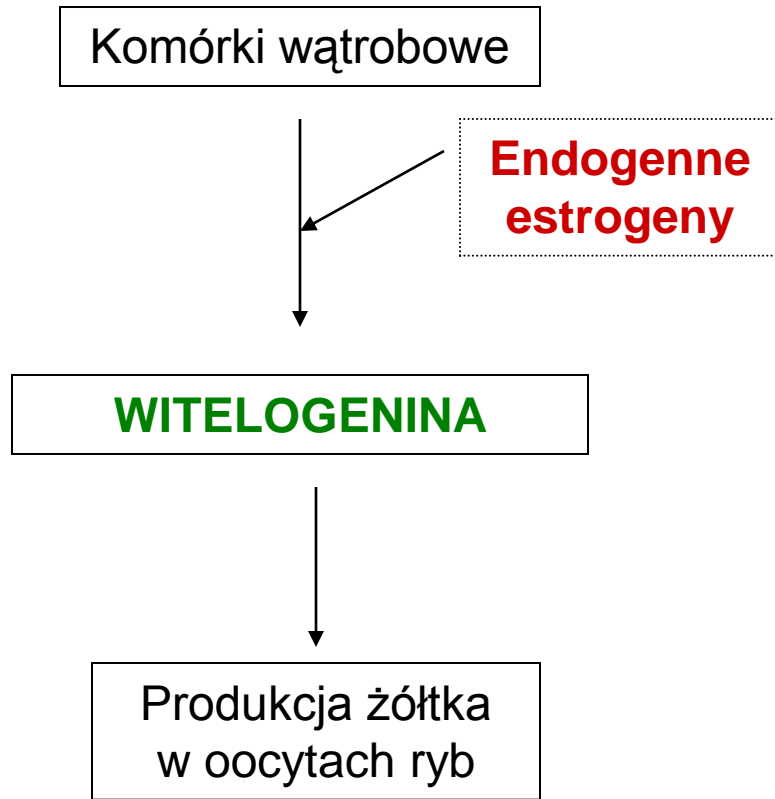 Komórki wątrobowe
Endogenne
estrogeny
WITELOGENINA
Produkcja żółtka
w oocytach ryb